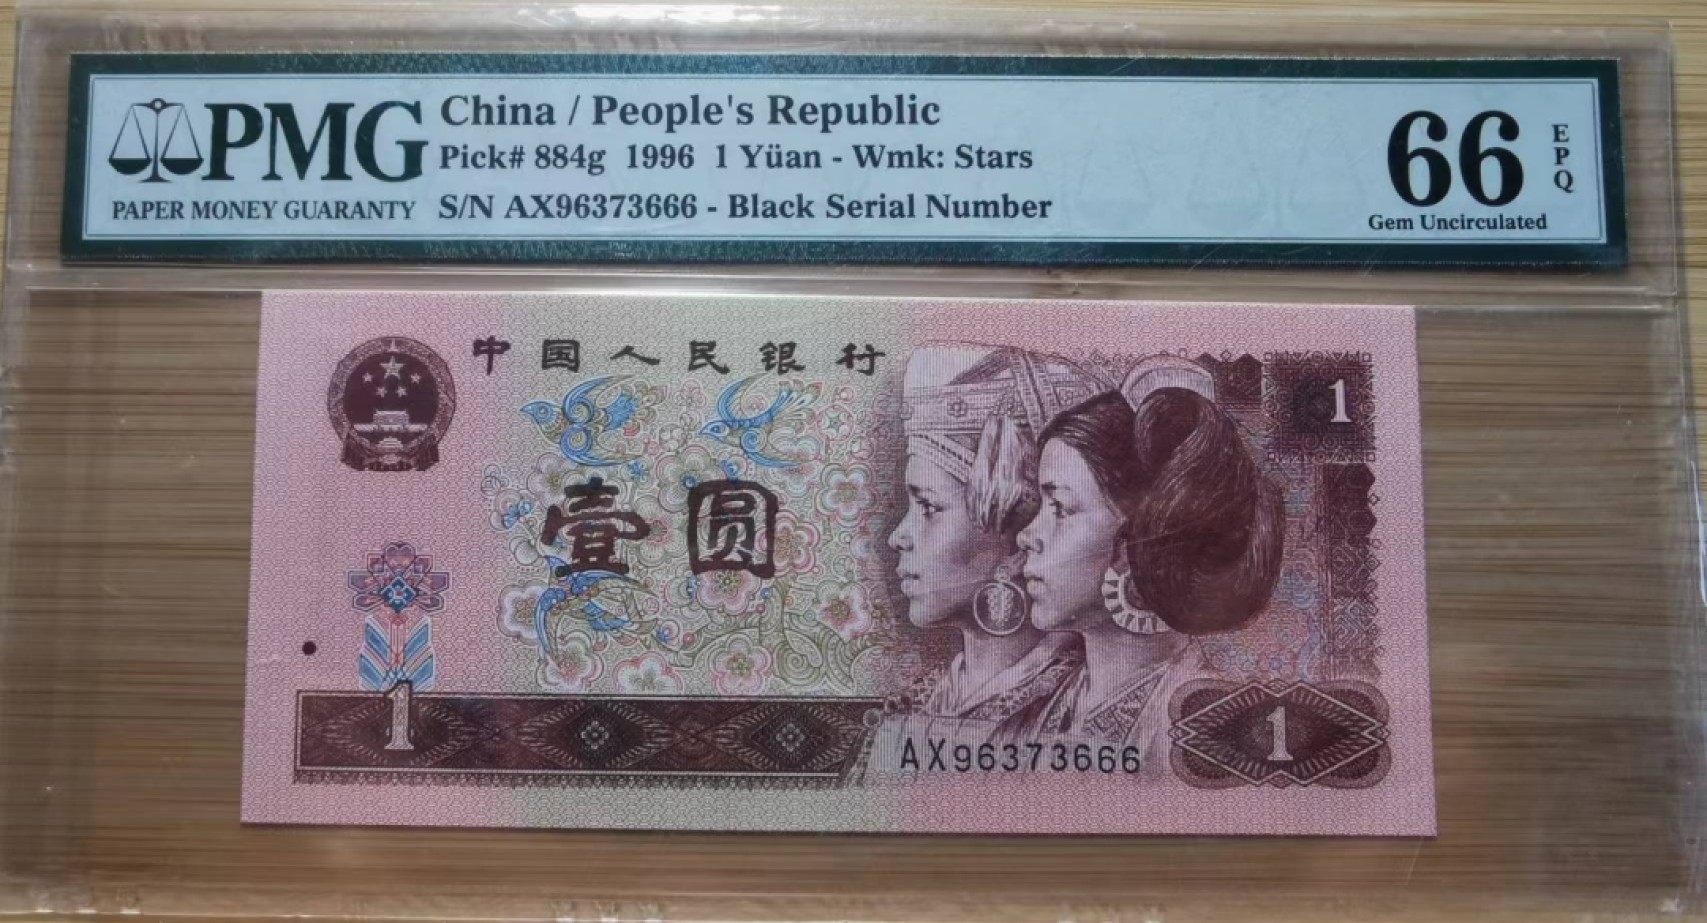 PMG
PAPER MONEY GUARANTY
China / People's Republic
Pick# 884g 1996 1 Yüan - Wmk: Stars
S/N AX96373666 - Black Serial Number
66
EPQ
Gem Uncirculated
中国人民银行
1
壹圆
1
AX96373666
1